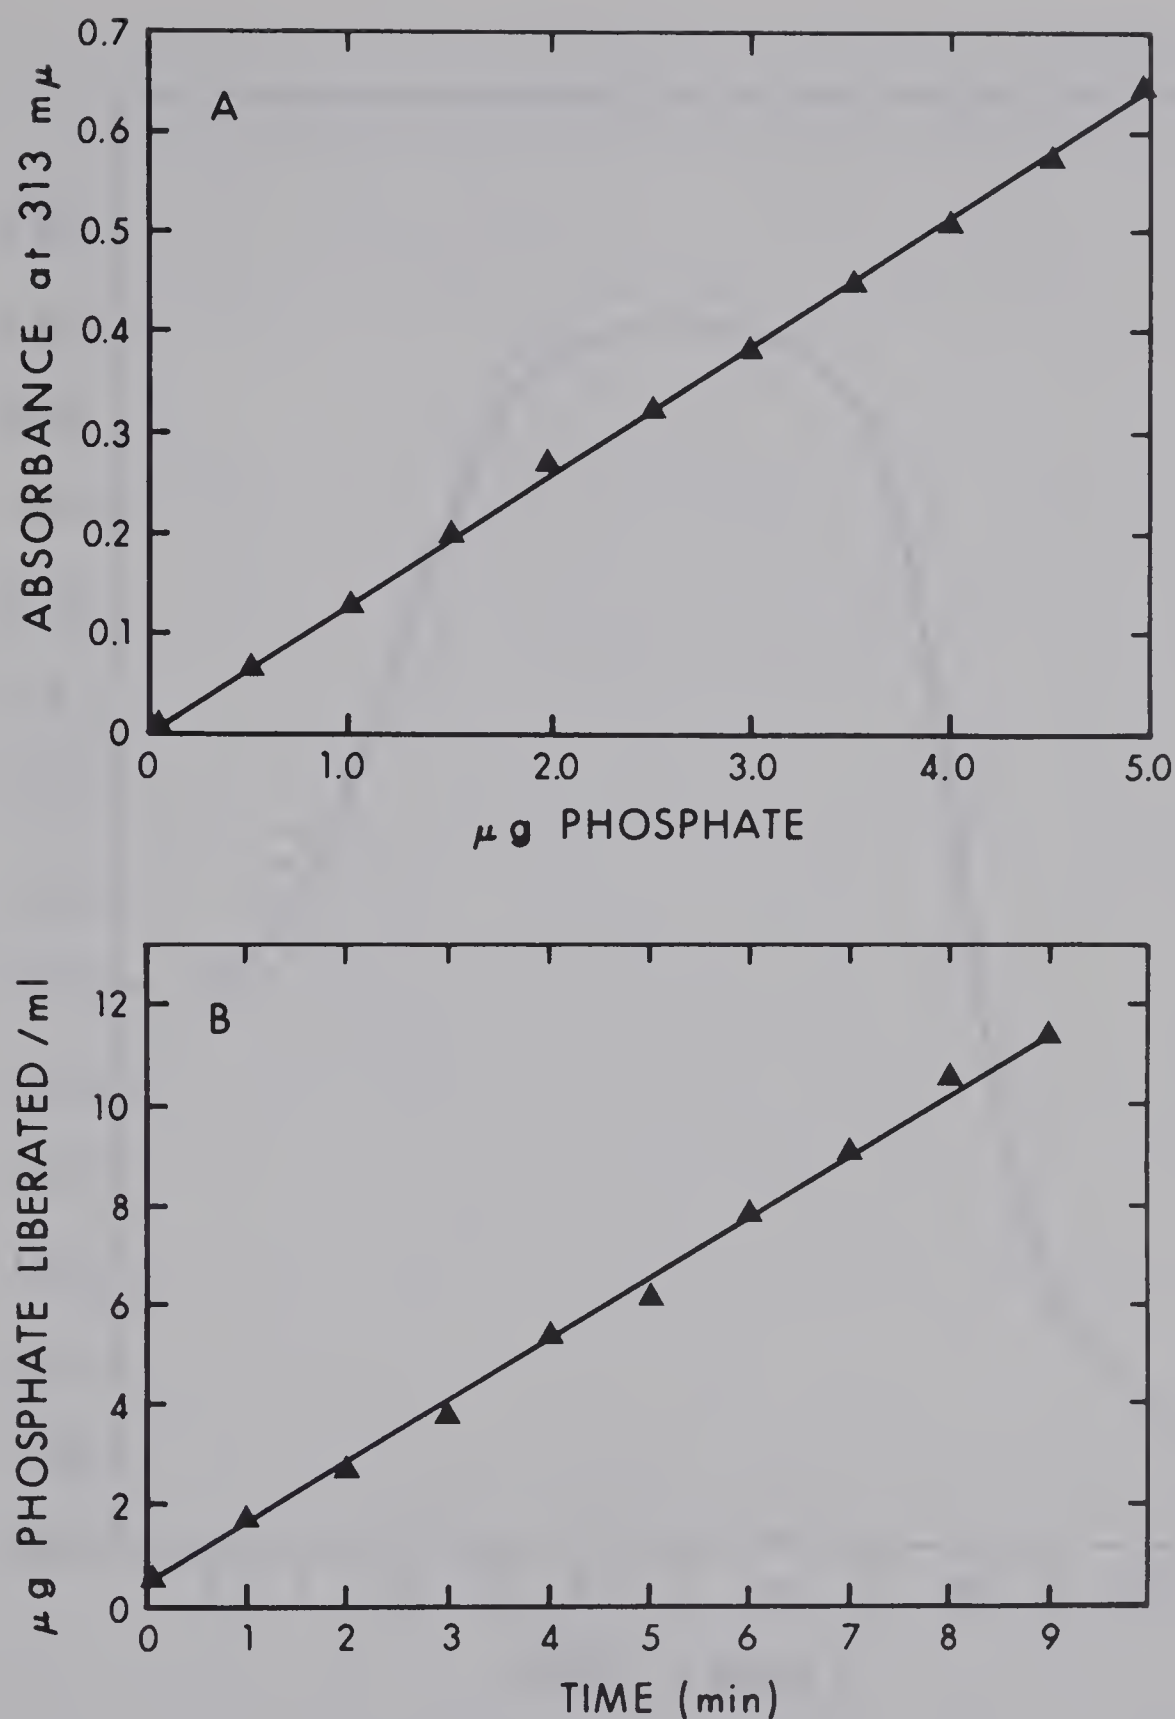 0.7
0.6
0.5
0.4
0.3
0.2
0.1
0
A
ABSORBANCE at 313 mμ
0 1.0 2.0 3.0 4.0 5.0
μg PHOSPHATE
12
10
8
6
4
2
0
B
μg PHOSPHATE LIBERATED/ml
0 1 2 3 4 5 6 7 8 9
TIME (min)